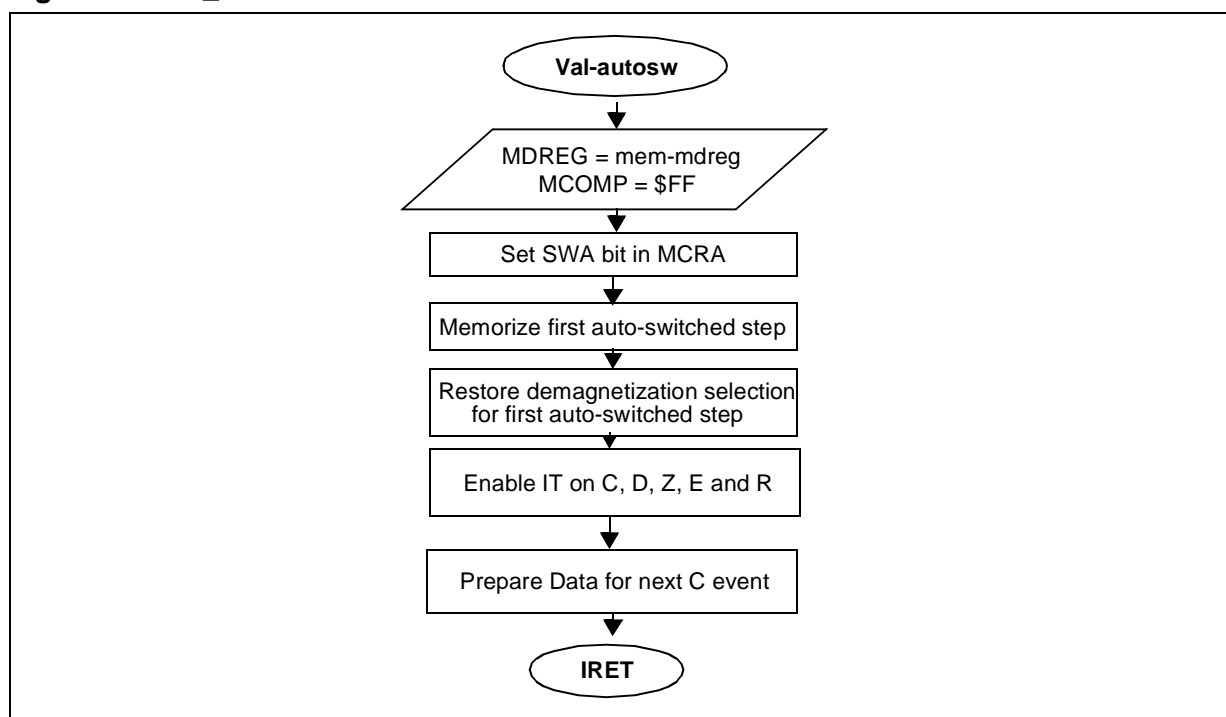 Val-autosw
MDREG = mem-mdreg
MCOMP = $FF
Set SWA bit in MCRA
Memorize first auto-switched step
Restore demagnetization selection
for first auto-switched step
Enable IT on C, D, Z, E and R
Prepare Data for next C event
IRET